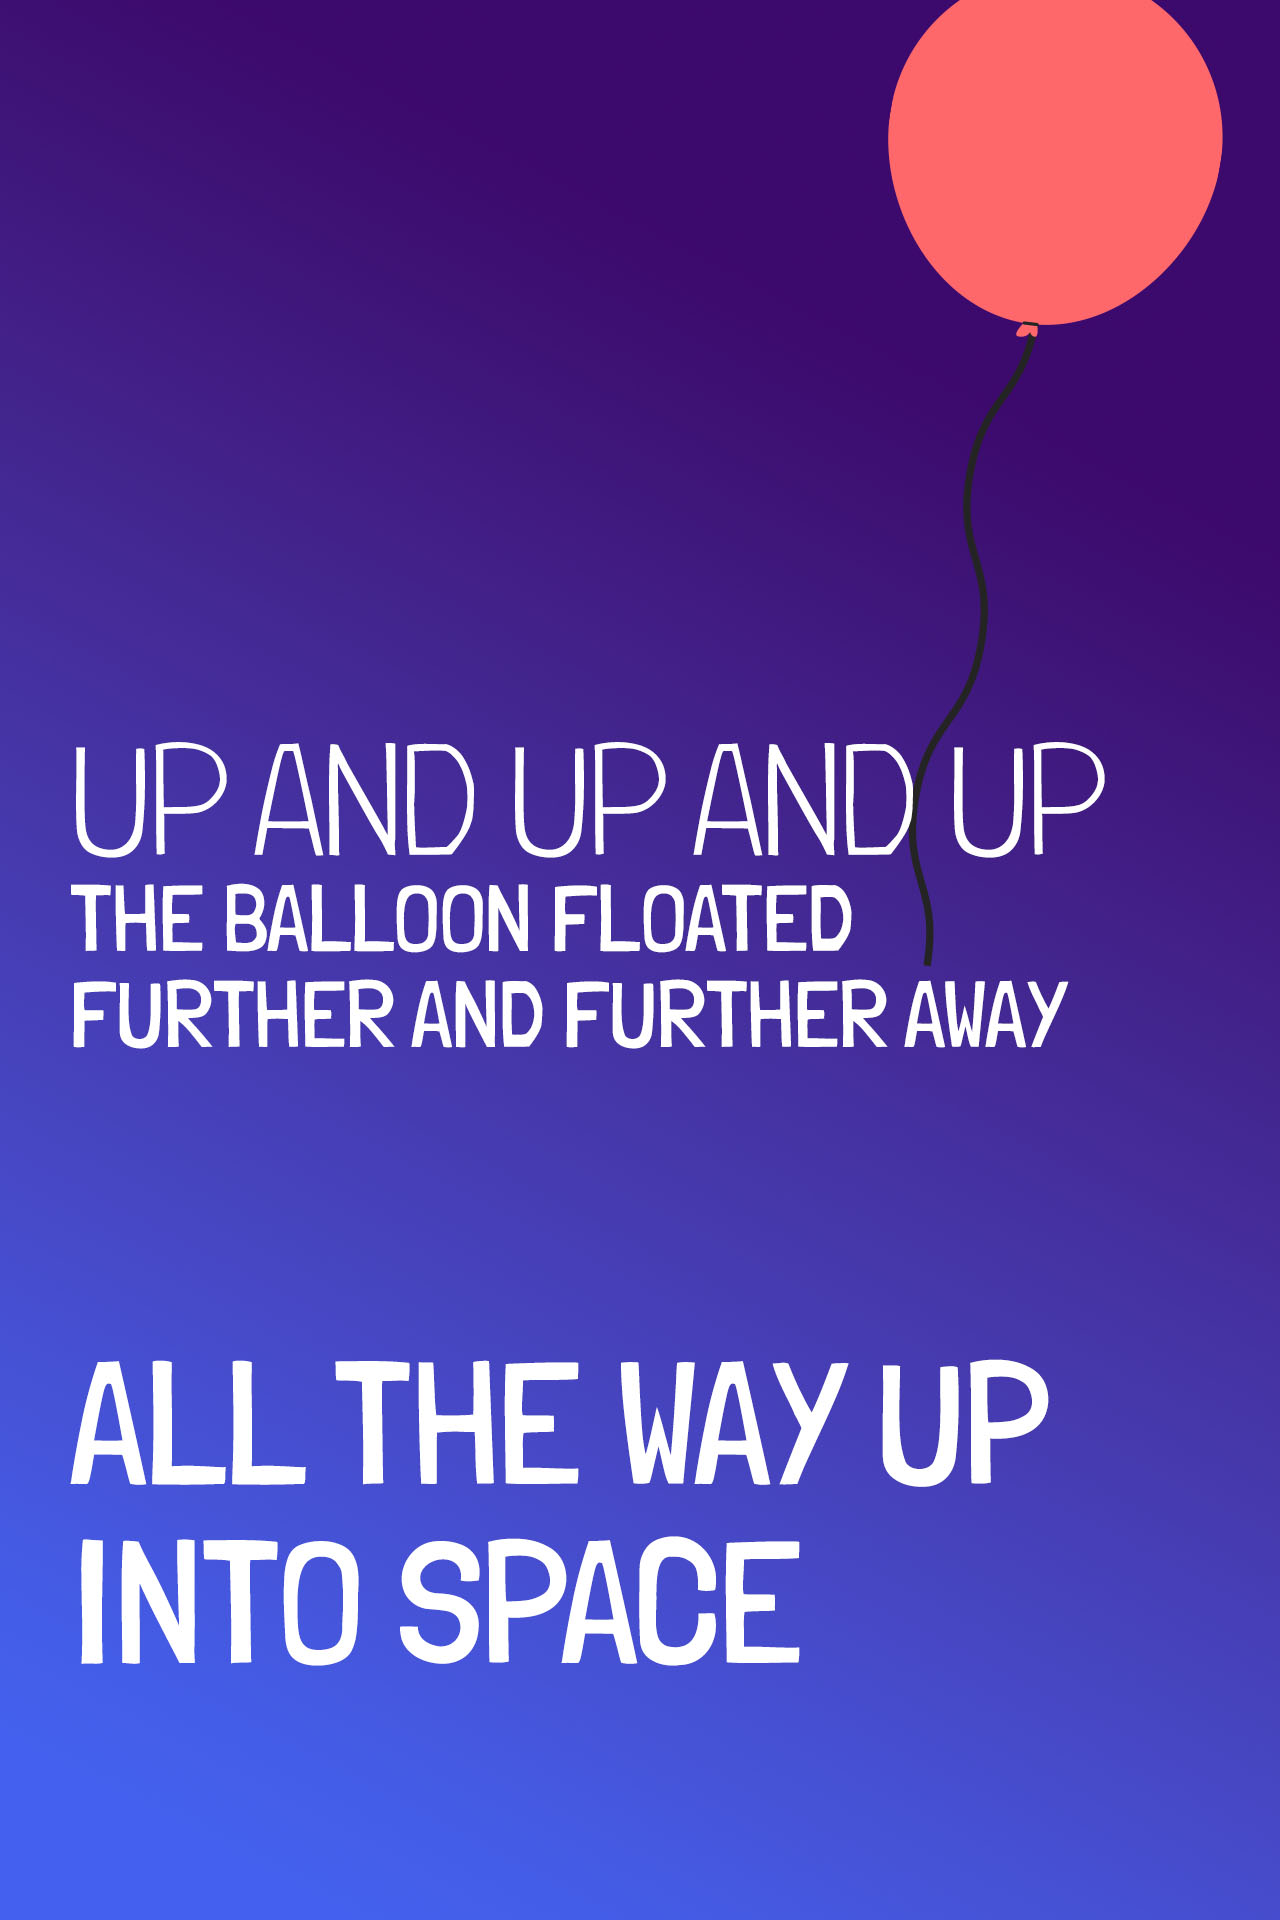 UP AND UP AND UP
THE BALLOON FLOATED
FURTHER AND FURTHER AWAY
ALL THE WAY UP
INTO SPACE